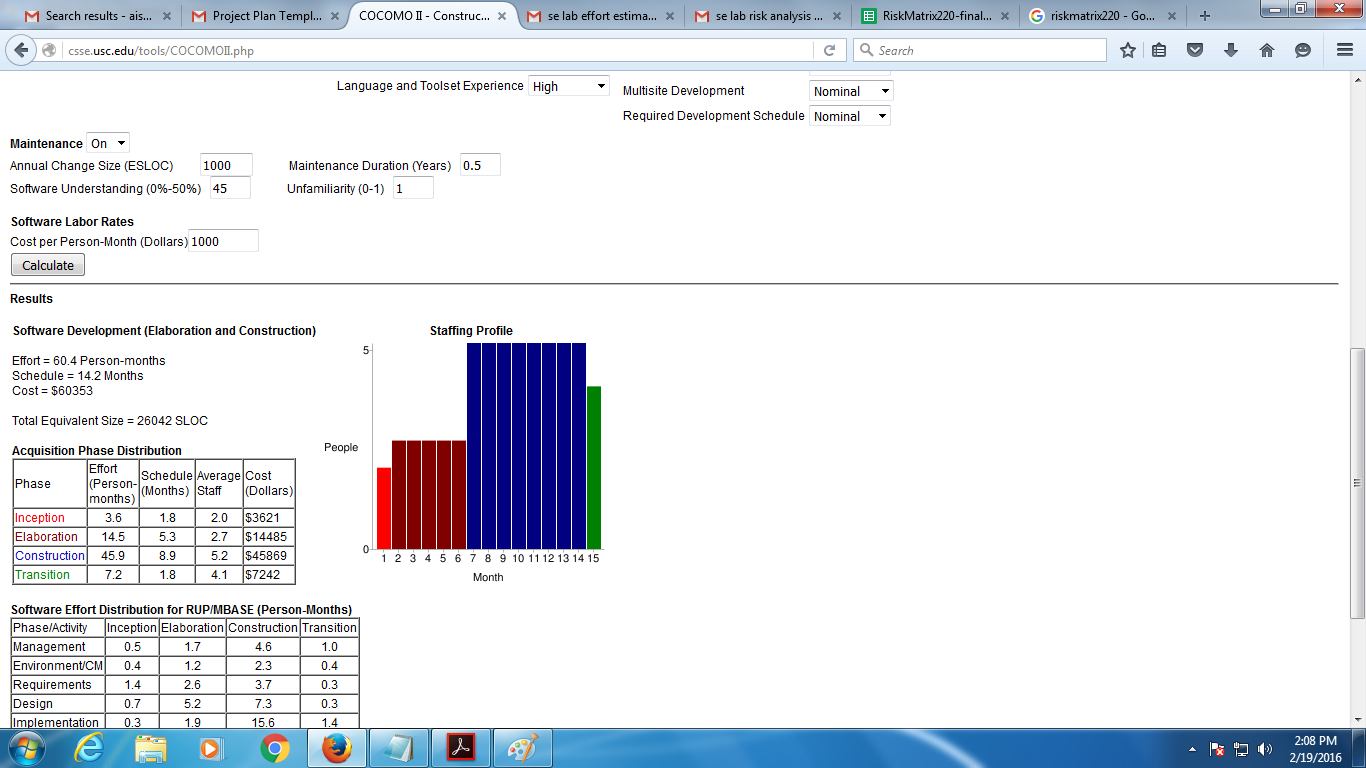 Search results - ais...
Project Plan Templ...
COCOMO II - Construc...
se lab effort estima...
se lab risk analysis ...
RiskMatrix220-final...
riskmatrix220 - Go...
csse.usc.edu/tools/COCOMOII.php
Search
Language and Toolset Experience High
Multisite Development Nominal
Required Development Schedule Nominal
Maintenance On
Annual Change Size (ESLOC) 1000 Maintenance Duration (Years) 0.5
Software Understanding (0%-50%) 45 Unfamiliarity (0-1) 1
Software Labor Rates
Cost per Person-Month (Dollars) 1000
Calculate
Results
Software Development (Elaboration and Construction)
Effort = 60.4 Person-months
Schedule = 14.2 Months
Cost = $60353
Total Equivalent Size = 26042 SLOC
Acquisition Phase Distribution
Phase Effort (Person-months) Schedule (Months) Average Staff Cost (Dollars)
Inception 3.6 1.8 2.0 $3621
Elaboration 14.5 5.3 2.7 $14485
Construction 45.9 8.9 5.2 $45869
Transition 7.2 1.8 4.1 $7242
Staffing Profile
5
People
0
1 2 3 4 5 6 7 8 9 10 11 12 13 14 15
Month
Software Effort Distribution for RUP/MBASE (Person-Months)
Phase/Activity Inception Elaboration Construction Transition
Management 0.5 1.7 4.6 1.0
Environment/CM 0.4 1.2 2.3 0.4
Requirements 1.4 2.6 3.7 0.3
Design 0.7 5.2 7.3 0.3
Implementation 0.3 1.9 15.6 1.4
2:08 PM
2/19/2016